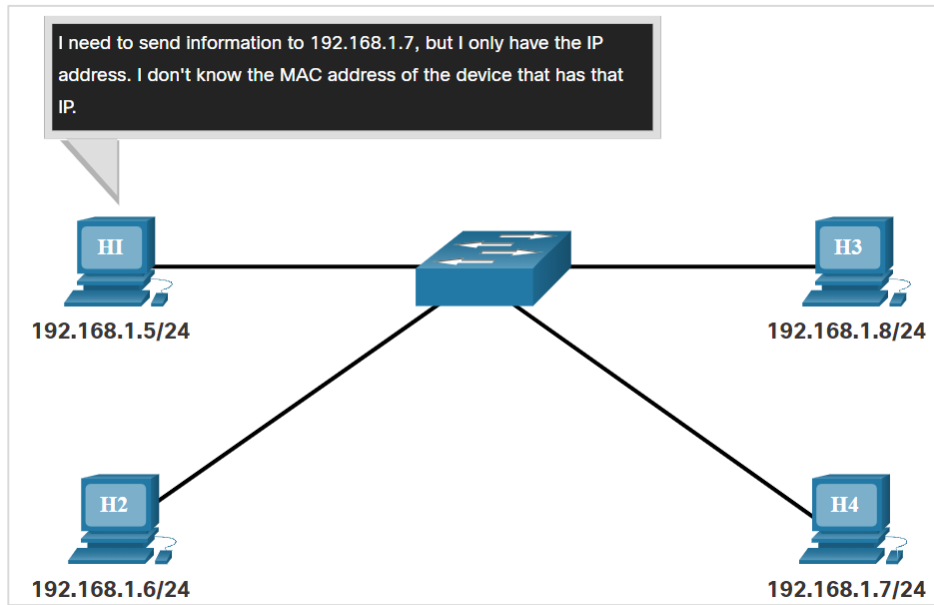 I need to send information to 192.168.1.7, but I only have the IP
address. I don't know the MAC address of the device that has that
IP.
H1
H3
192.168.1.5/24
192.168.1.8/24
H2
H4
192.168.1.6/24
192.168.1.7/24